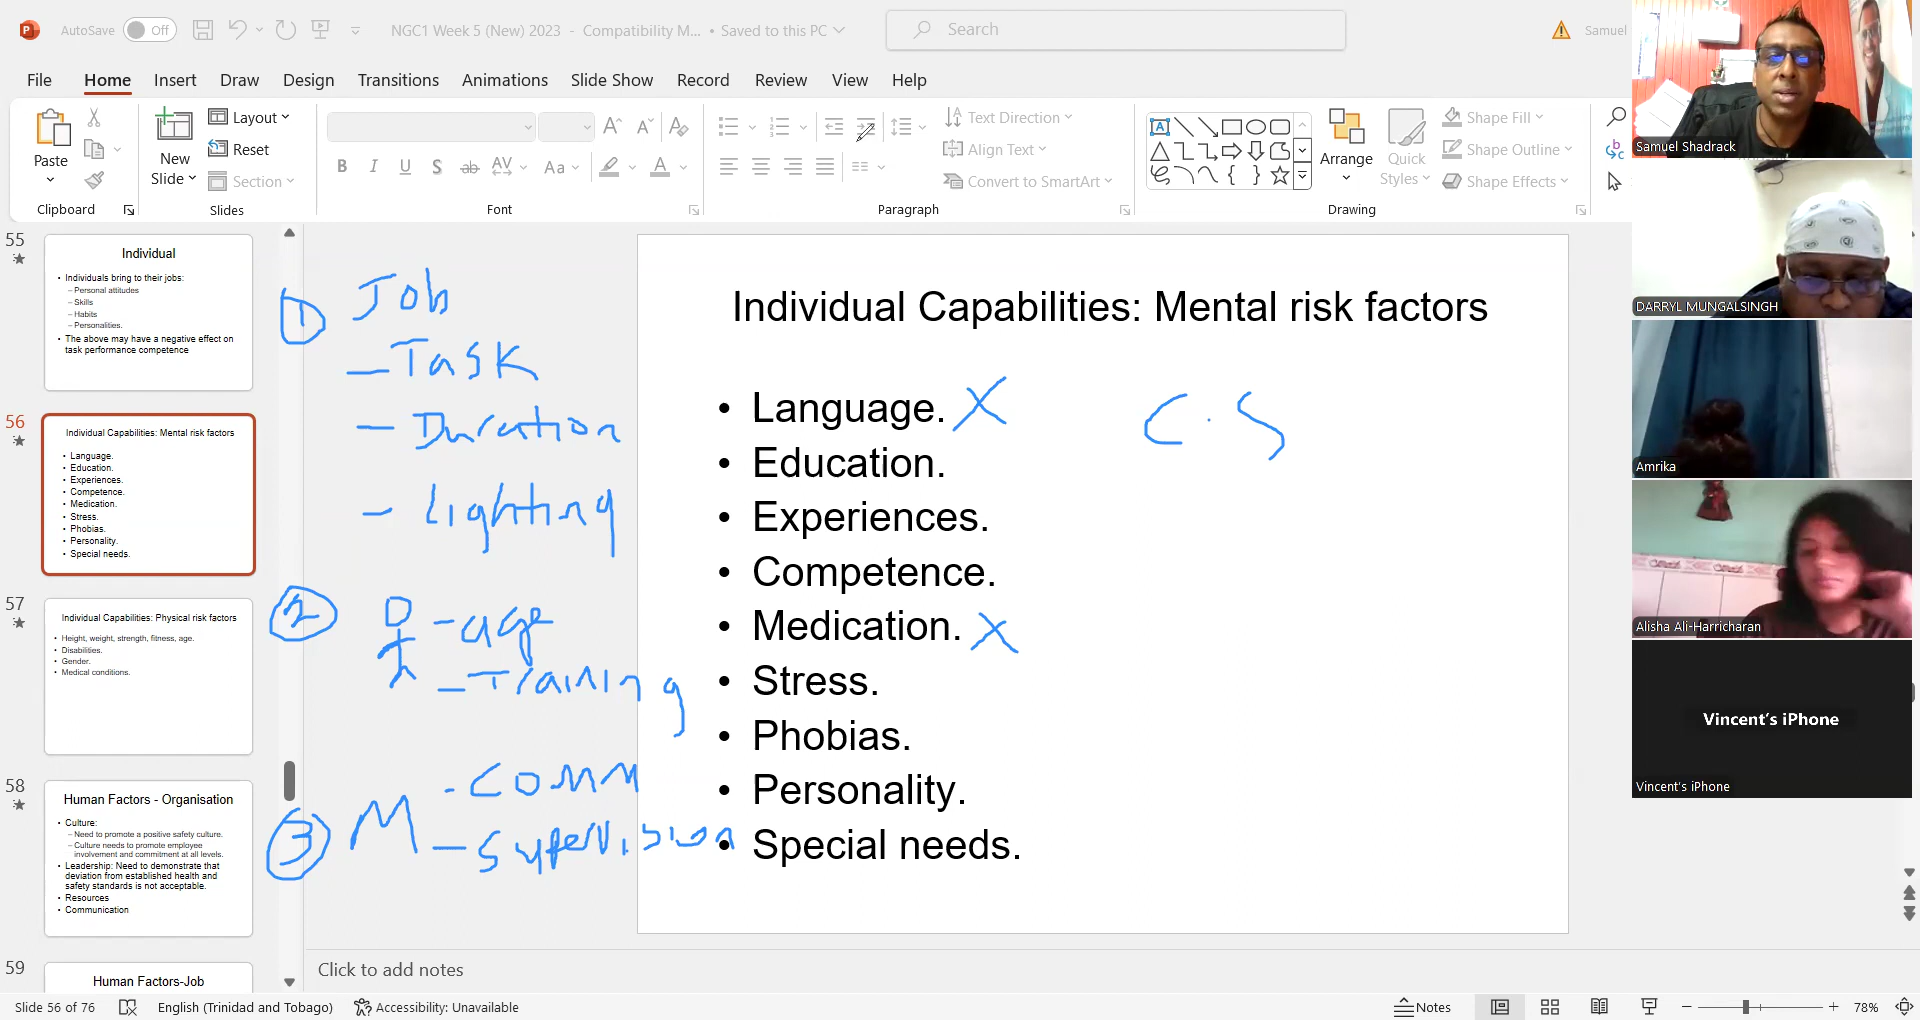 AutoSave Off NGC1 Week 5 (New) 2023 - Compatibility M... • Saved to this PC Search Samuel
File Home Insert Draw Design Transitions Animations Slide Show Record Review View Help
Paste
New Slide
Layout
Reset
Section
B I U S ab AV Aa A
Text Direction
Align Text
Convert to SmartArt
Arrange
Quick Styles
Shape Fill
Shape Outline
Shape Effects
Clipboard Slides Font Paragraph Drawing
55
Individual
• Individuals bring to their jobs:
– Personal attitudes
– Skills
– Habits
– Personalities.
• The above may have a negative effect on
task performance competence
56
Individual Capabilities: Mental risk factors
• Language.
• Education.
• Experiences.
• Competence.
• Medication.
• Stress.
• Phobias.
• Personality.
• Special needs.
57
Individual Capabilities: Physical risk factors
• Height, weight, strength, fitness, age.
• Disabilities.
• Gender.
• Medical conditions.
58
Human Factors - Organisation
• Culture:
– Need to promote a positive safety culture.
– Culture needs to promote employee
involvement and commitment at all levels.
• Leadership: Need to demonstrate that
deviation from established health and
safety standards is not acceptable.
• Resources
• Communication
59
Human Factors-Job
1 Job
- Task
- Duration
- Lighting
2 - age
- Training
3 M - Comm
- Supervision
Individual Capabilities: Mental risk factors
• Language. X C.S
• Education.
• Experiences.
• Competence.
• Medication. X
• Stress.
• Phobias.
• Personality.
• Special needs.
Click to add notes
Slide 56 of 76 English (Trinidad and Tobago) Accessibility: Unavailable Notes 78%
Samuel Shadrack
DARRYL MUNGALSINGH
Amrika
Alisha Ali-Harricharan
Vincent's iPhone
Vincent's iPhone